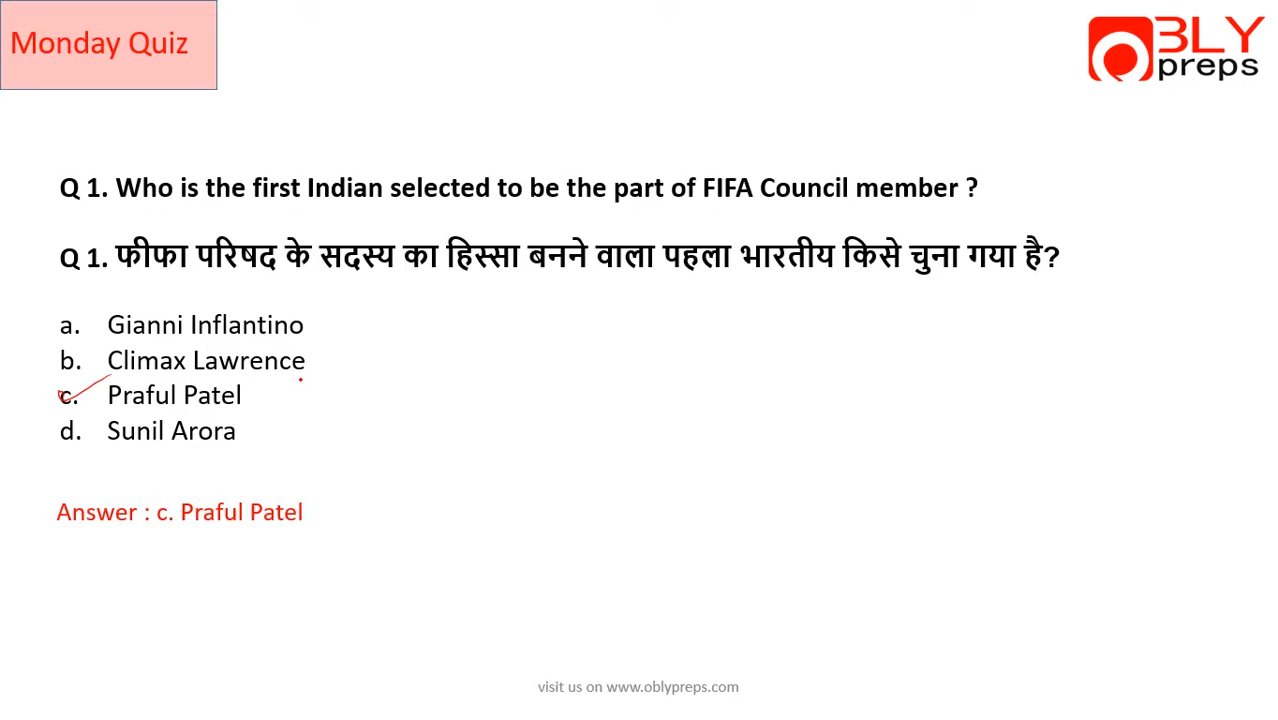 Monday Quiz
OBLY
preps
Q 1. Who is the first Indian selected to be the part of FIFA Council member ?
Q 1. फीफा परिषद के सदस्य का हिस्सा बनने वाला पहला भारतीय किसे चुना गया है?
a. Gianni Inflantino
b. Climax Lawrence
c. Praful Patel
d. Sunil Arora
Answer : c. Praful Patel
visit us on www.oblypreps.com